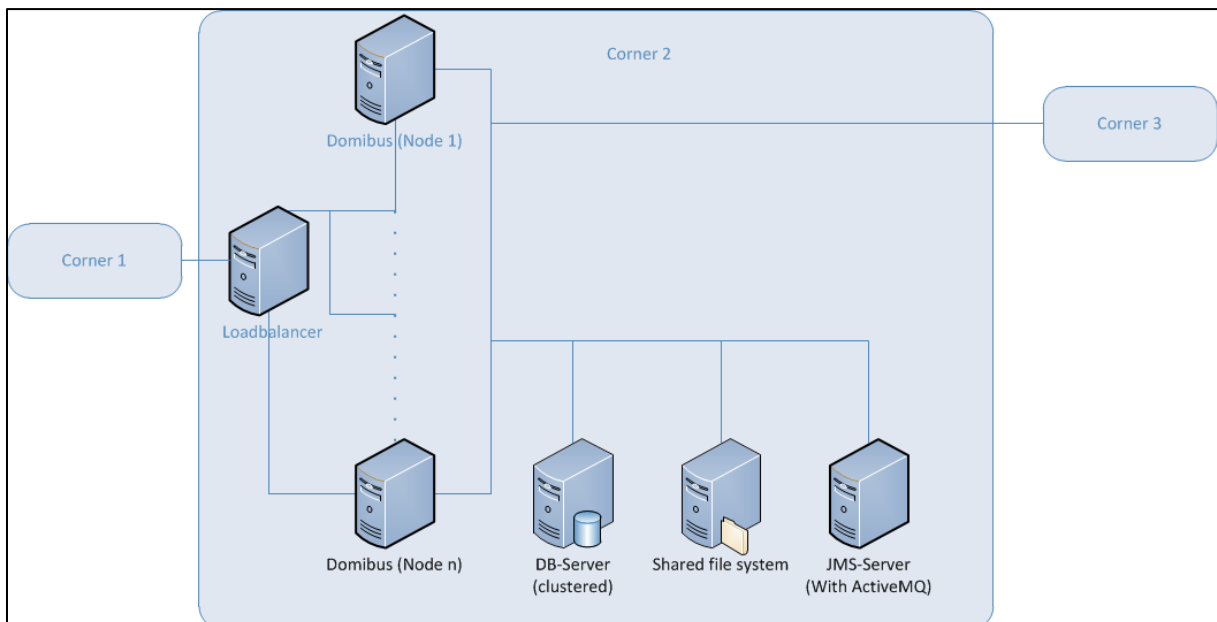 Corner 2
Domibus (Node 1)
Corner 3
Corner 1
Loadbalancer
Domibus (Node n)
DB-Server
(clustered)
Shared file system
JMS-Server
(With ActiveMQ)